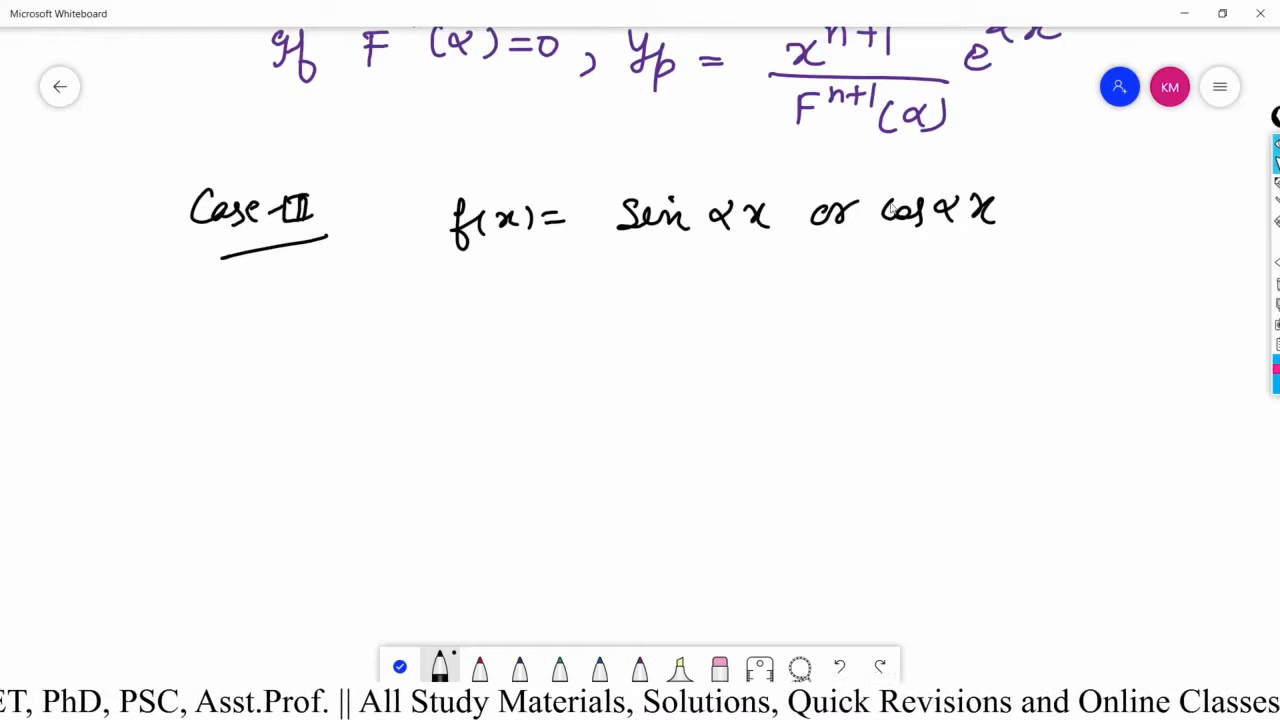 Microsoft Whiteboard
If F (α)=0 , yp = x^n+1 / F^n+1(α) e^αx
KM
Case-II f(x)= Sin αx or cos αx
ET, PhD, PSC, Asst.Prof. || All Study Materials, Solutions, Quick Revisions and Online Classes